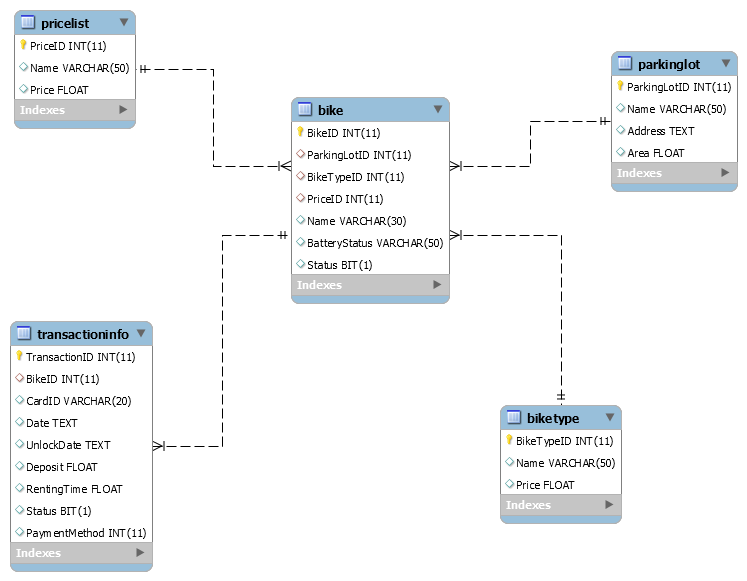 pricelist
PriceID INT(11)
Name VARCHAR(50)
Price FLOAT
Indexes
bike
BikeID INT(11)
ParkingLotID INT(11)
BikeTypeID INT(11)
PriceID INT(11)
Name VARCHAR(30)
BatteryStatus VARCHAR(50)
Status BIT(1)
Indexes
parkinglot
ParkingLotID INT(11)
Name VARCHAR(50)
Address TEXT
Area FLOAT
Indexes
transactioninfo
TransactionID INT(11)
BikeID INT(11)
CardID VARCHAR(20)
Date TEXT
UnlockDate TEXT
Deposit FLOAT
RentingTime FLOAT
Status BIT(1)
PaymentMethod INT(11)
Indexes
biketype
BikeTypeID INT(11)
Name VARCHAR(50)
Price FLOAT
Indexes